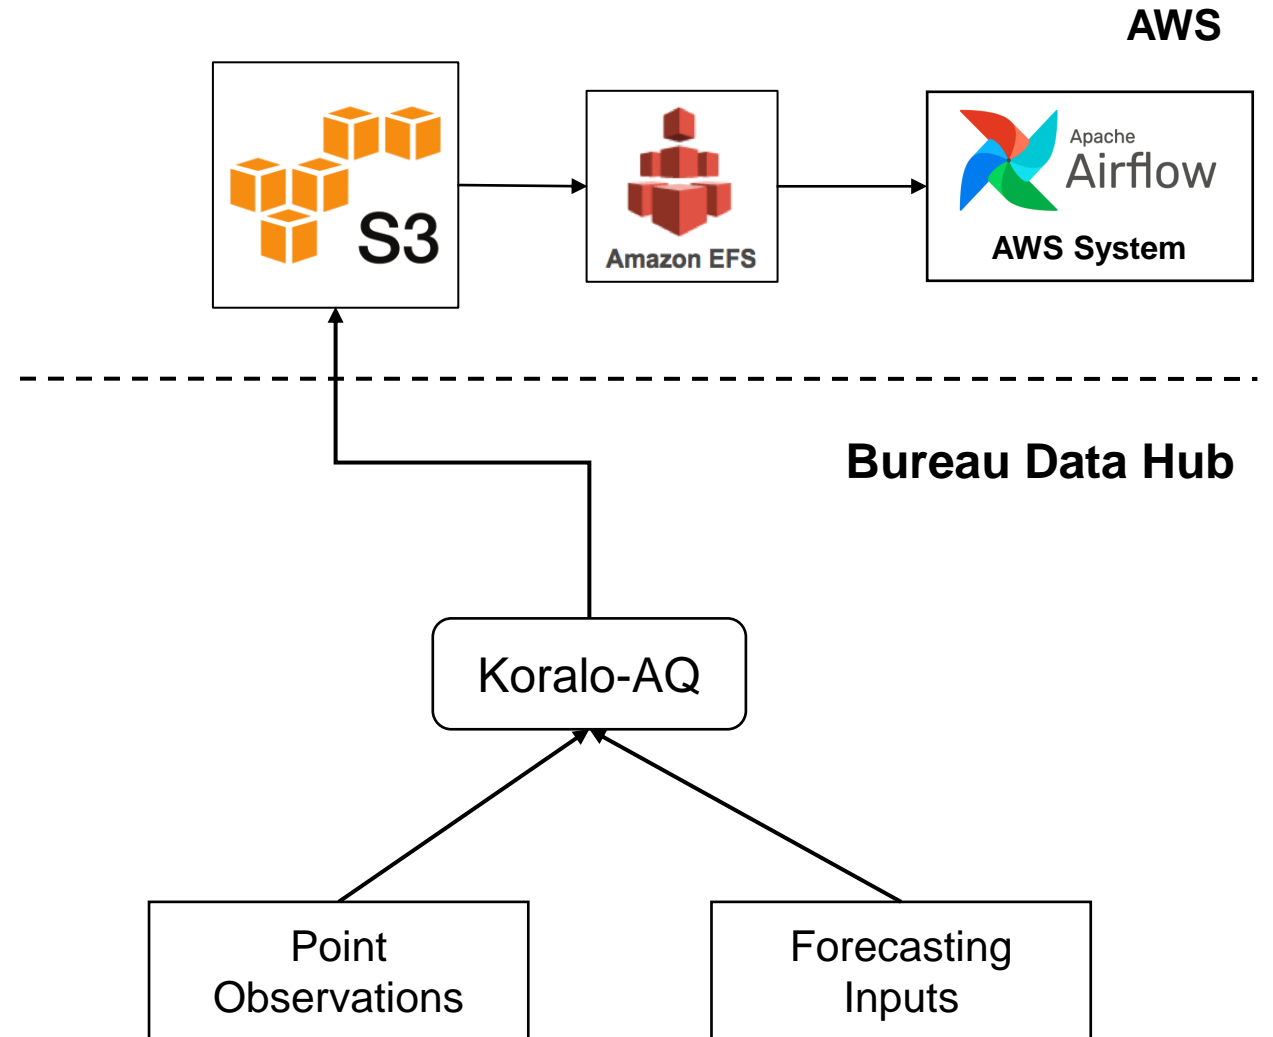 AWS
S3
Amazon EFS
Apache
Airflow
AWS System
Bureau Data Hub
Koralo-AQ
Point
Observations
Forecasting
Inputs